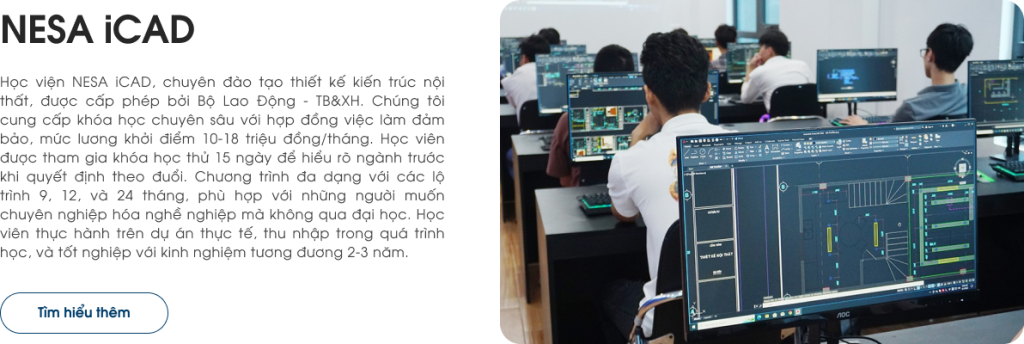 NESA iCAD
Học viện NESA iCAD, chuyên đào tạo thiết kế kiến trúc nội
thất, được cấp phép bởi Bộ Lao Động - TB&XH. Chúng tôi
cung cấp khóa học chuyên sâu với hợp đồng việc làm đảm
bảo, mức lương khởi điểm 10-18 triệu đồng/tháng. Học viên
được tham gia khóa học thử 15 ngày để hiểu rõ ngành trước
khi quyết định theo đuổi. Chương trình đa dạng với các lộ
trình 9, 12, và 24 tháng, phù hợp với những người muốn
chuyên nghiệp hóa nghề nghiệp mà không qua đại học. Học
viên thực hành trên dự án thực tế, thu nhập trong quá trình
học, và tốt nghiệp với kinh nghiệm tương đương 2-3 năm.
Tìm hiểu thêm
THIẾT KẾ NỘI THẤT
AOC